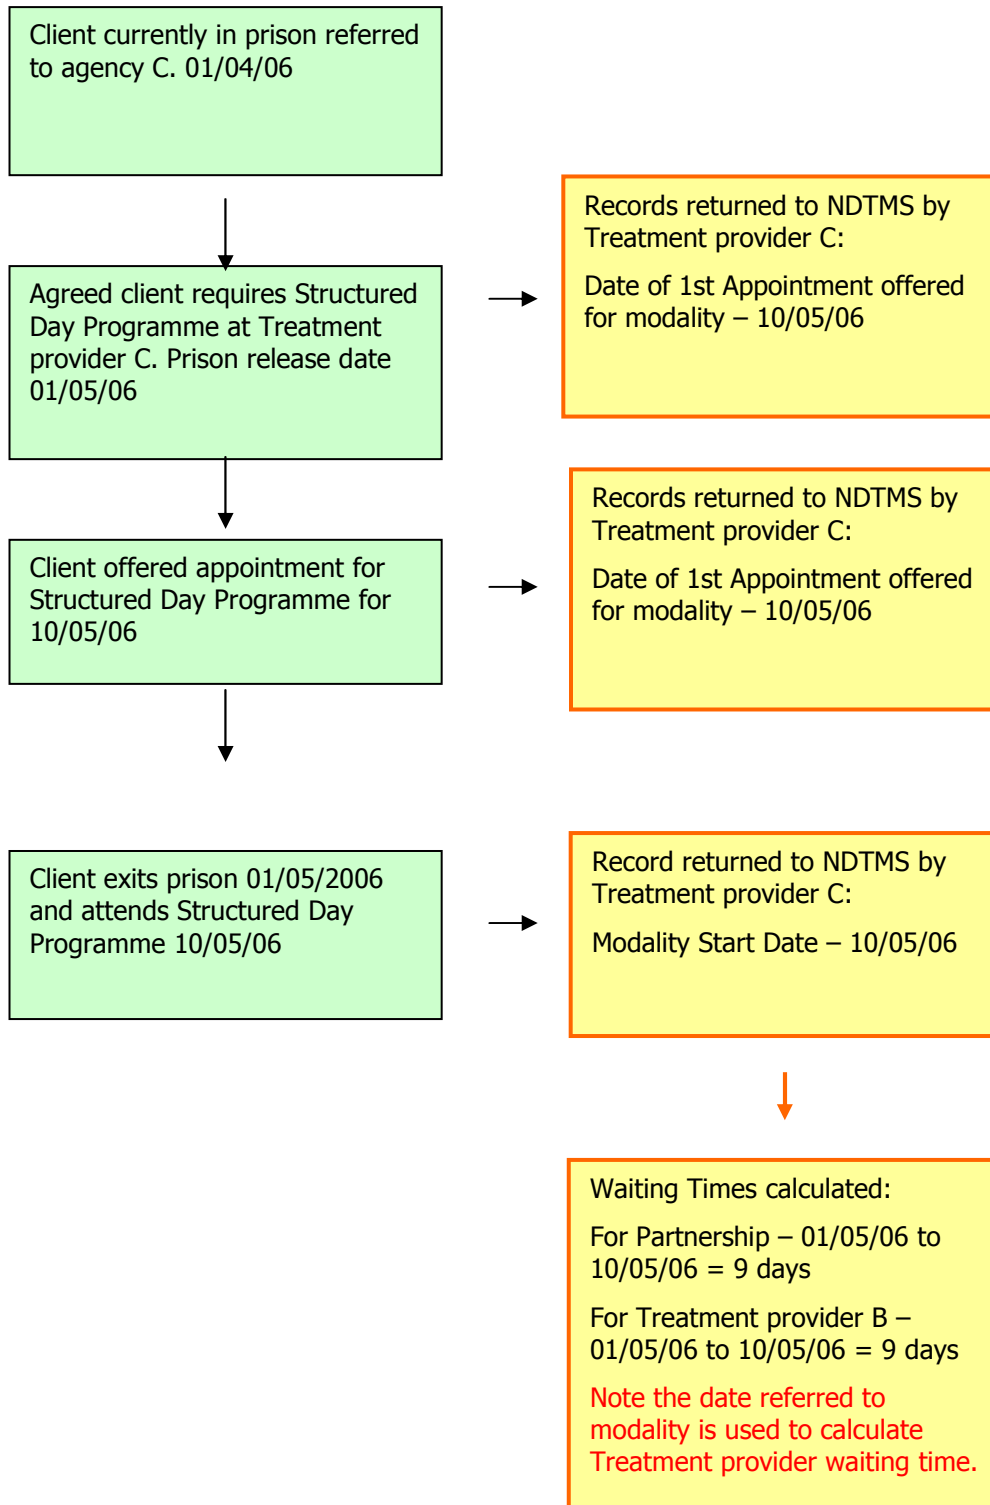 Client currently in prison referred
to agency C. 01/04/06
Records returned to NDTMS by
Treatment provider C:
Date of 1st Appointment offered
for modality – 10/05/06
Agreed client requires Structured
Day Programme at Treatment
provider C. Prison release date
01/05/06
Records returned to NDTMS by
Treatment provider C:
Date of 1st Appointment offered
for modality – 10/05/06
Client offered appointment for
Structured Day Programme for
10/05/06
Client exits prison 01/05/2006
and attends Structured Day
Programme 10/05/06
Record returned to NDTMS by
Treatment provider C:
Modality Start Date – 10/05/06
Waiting Times calculated:
For Partnership – 01/05/06 to
10/05/06 = 9 days
For Treatment provider B –
01/05/06 to 10/05/06 = 9 days
Note the date referred to
modality is used to calculate
Treatment provider waiting time.